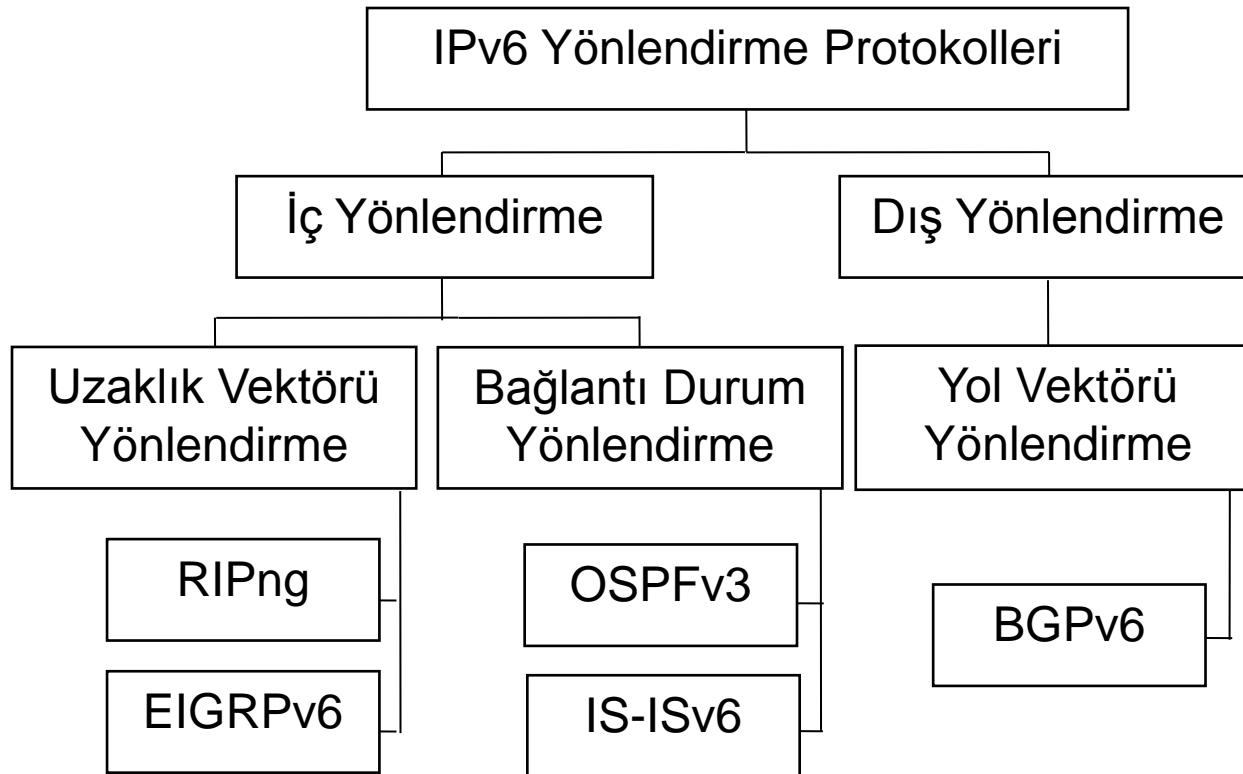 IPv6 Yönlendirme Protokolleri
İç Yönlendirme
Dış Yönlendirme
Uzaklık Vektörü
Yönlendirme
Bağlantı Durum
Yönlendirme
Yol Vektörü
Yönlendirme
RIPng
OSPFv3
BGPv6
EIGRPv6
IS-ISv6